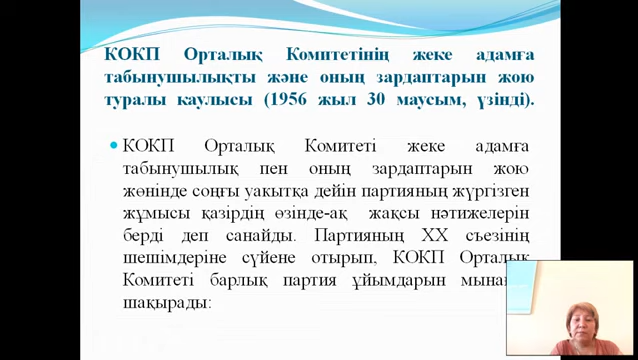 КОКП Орталық Комитетінің жеке адамға
табынушылықты және оның зардаптарын жою
туралы каулысы (1956 жыл 30 маусым, үзінді).
КОКП Орталық Комитеті жеке адамға
табынушылық пен оның зардаптарын жою
жөнінде соңғы уакытқа дейін партияның жүргізген
жұмысы қазірдің өзінде-ақ жақсы нәтижелерін
берді деп санайды. Партияның ХХ съезінің
шешімдеріне сүйене отырып, КОКП Орталық
Комитеті барлық партия ұйымдарын
шақырады: